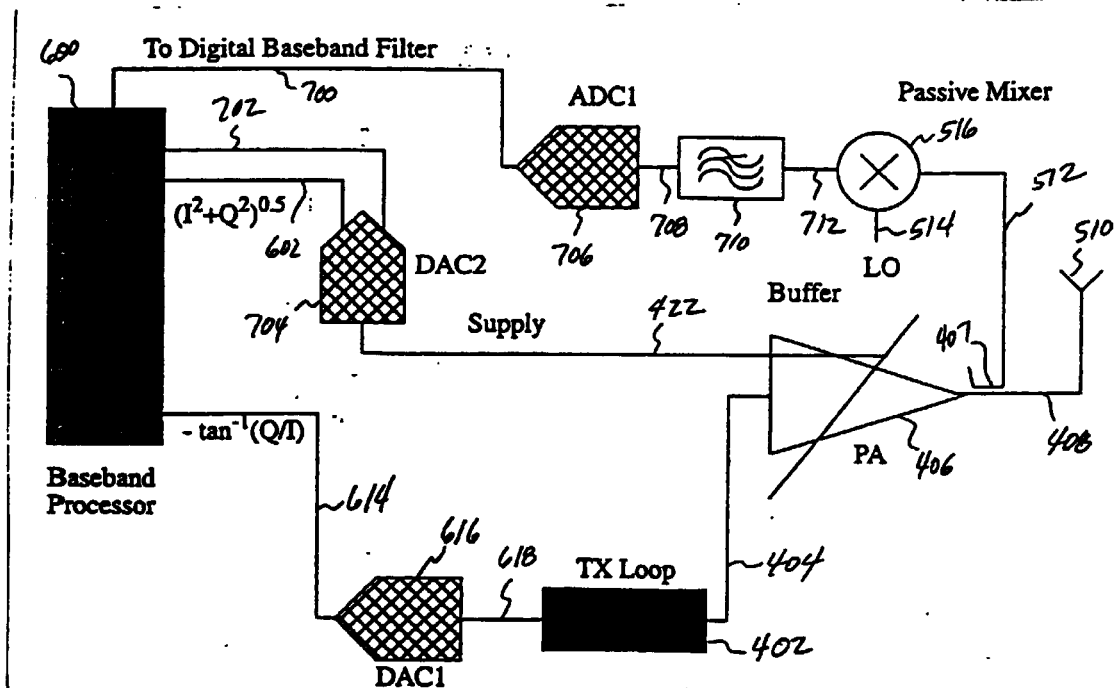 600
To Digital Baseband Filter
700
ADC1
Passive Mixer
516
702
(I²+Q²)^0.5
602
706
708
710
712
514
LO
512
510
DAC2
704
Supply
422
Buffer
407
PA
406
408
- tan⁻¹(Q/I)
Baseband
Processor
614
616
618
TX Loop
404
402
DAC1